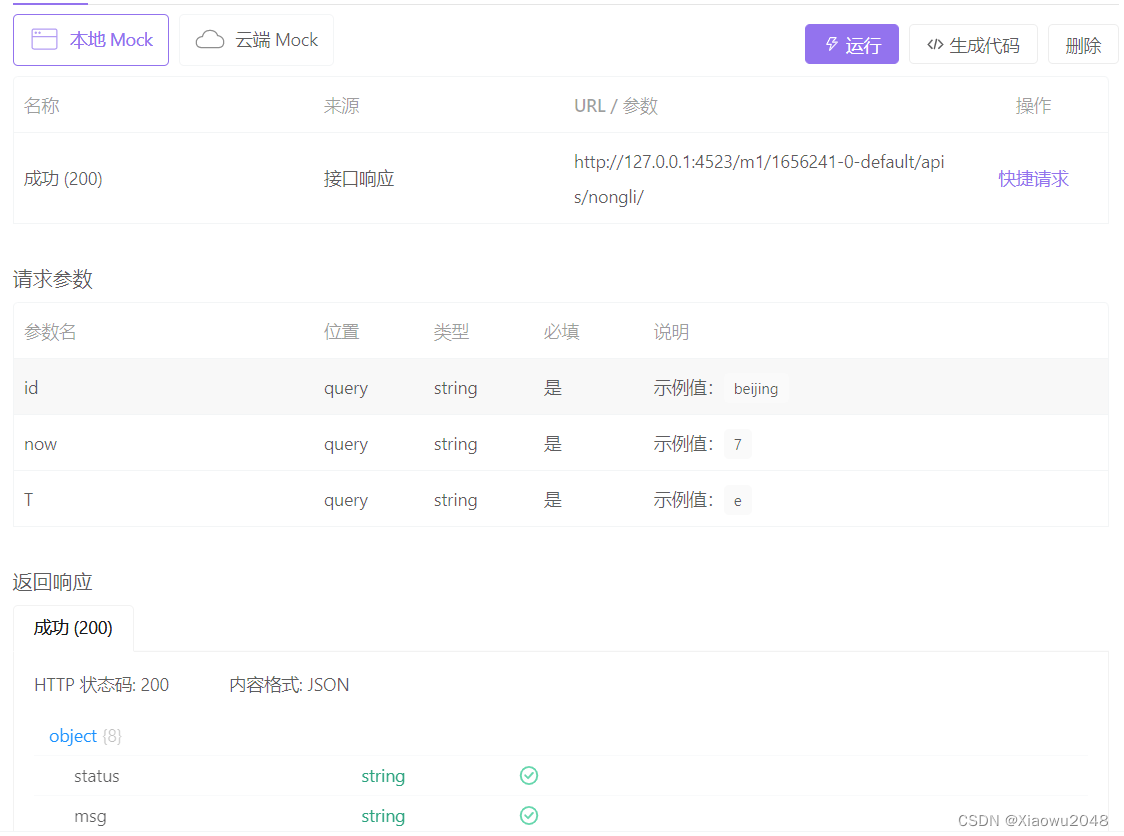 本地 Mock
云端 Mock
运行
生成代码
删除
名称 来源 URL / 参数 操作
成功 (200) 接口响应 http://127.0.0.1:4523/m1/1656241-0-default/api
s/nongli/ 快捷请求
请求参数
参数名 位置 类型 必填 说明
id query string 是 示例值： beijing
now query string 是 示例值： 7
T query string 是 示例值： e
返回响应
成功 (200)
HTTP 状态码: 200 内容格式: JSON
object {8}
status string
msg string
CSDN @Xiaowu2048